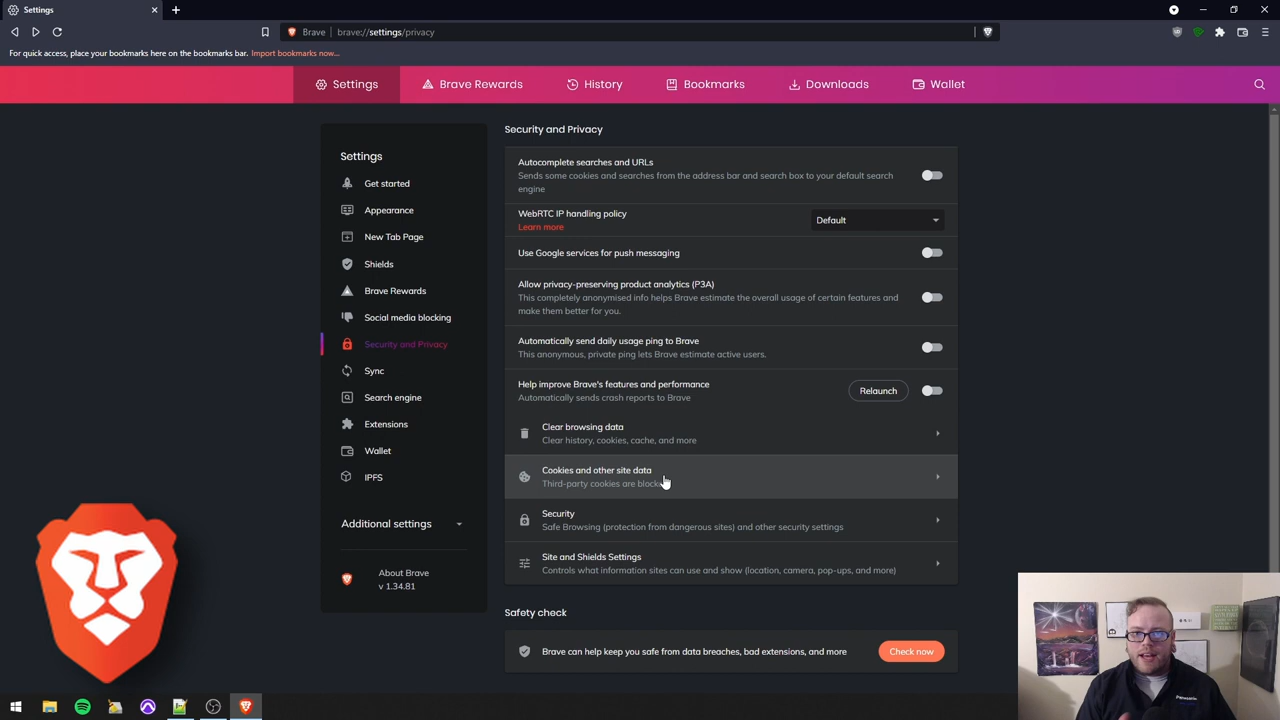 Settings
Brave
brave://settings/privacy
For quick access, place your bookmarks here on the bookmarks bar. Import bookmarks now...
Settings
Brave Rewards
History
Bookmarks
Downloads
Wallet
Settings
Get started
Appearance
New Tab Page
Shields
Brave Rewards
Social media blocking
Security and Privacy
Sync
Search engine
Extensions
Wallet
IPFS
Additional settings
About Brave
v 1.34.81
Security and Privacy
Autocomplete searches and URLs
Sends some cookies and searches from the address bar and search box to your default search
engine
WebRTC IP handling policy
Learn more
Default
Use Google services for push messaging
Allow privacy-preserving product analytics (P3A)
This completely anonymised info helps Brave estimate the overall usage of certain features and
make them better for you.
Automatically send daily usage ping to Brave
This anonymous, private ping lets Brave estimate active users.
Help improve Brave's features and performance
Automatically sends crash reports to Brave
Relaunch
Clear browsing data
Clear history, cookies, cache, and more
Cookies and other site data
Third-party cookies are block
Security
Safe Browsing (protection from dangerous sites) and other security settings
Site and Shields Settings
Controls what information sites can use and show (location, camera, pop-ups, and more)
Safety check
Brave can help keep you safe from data breaches, bad extensions, and more
Check now